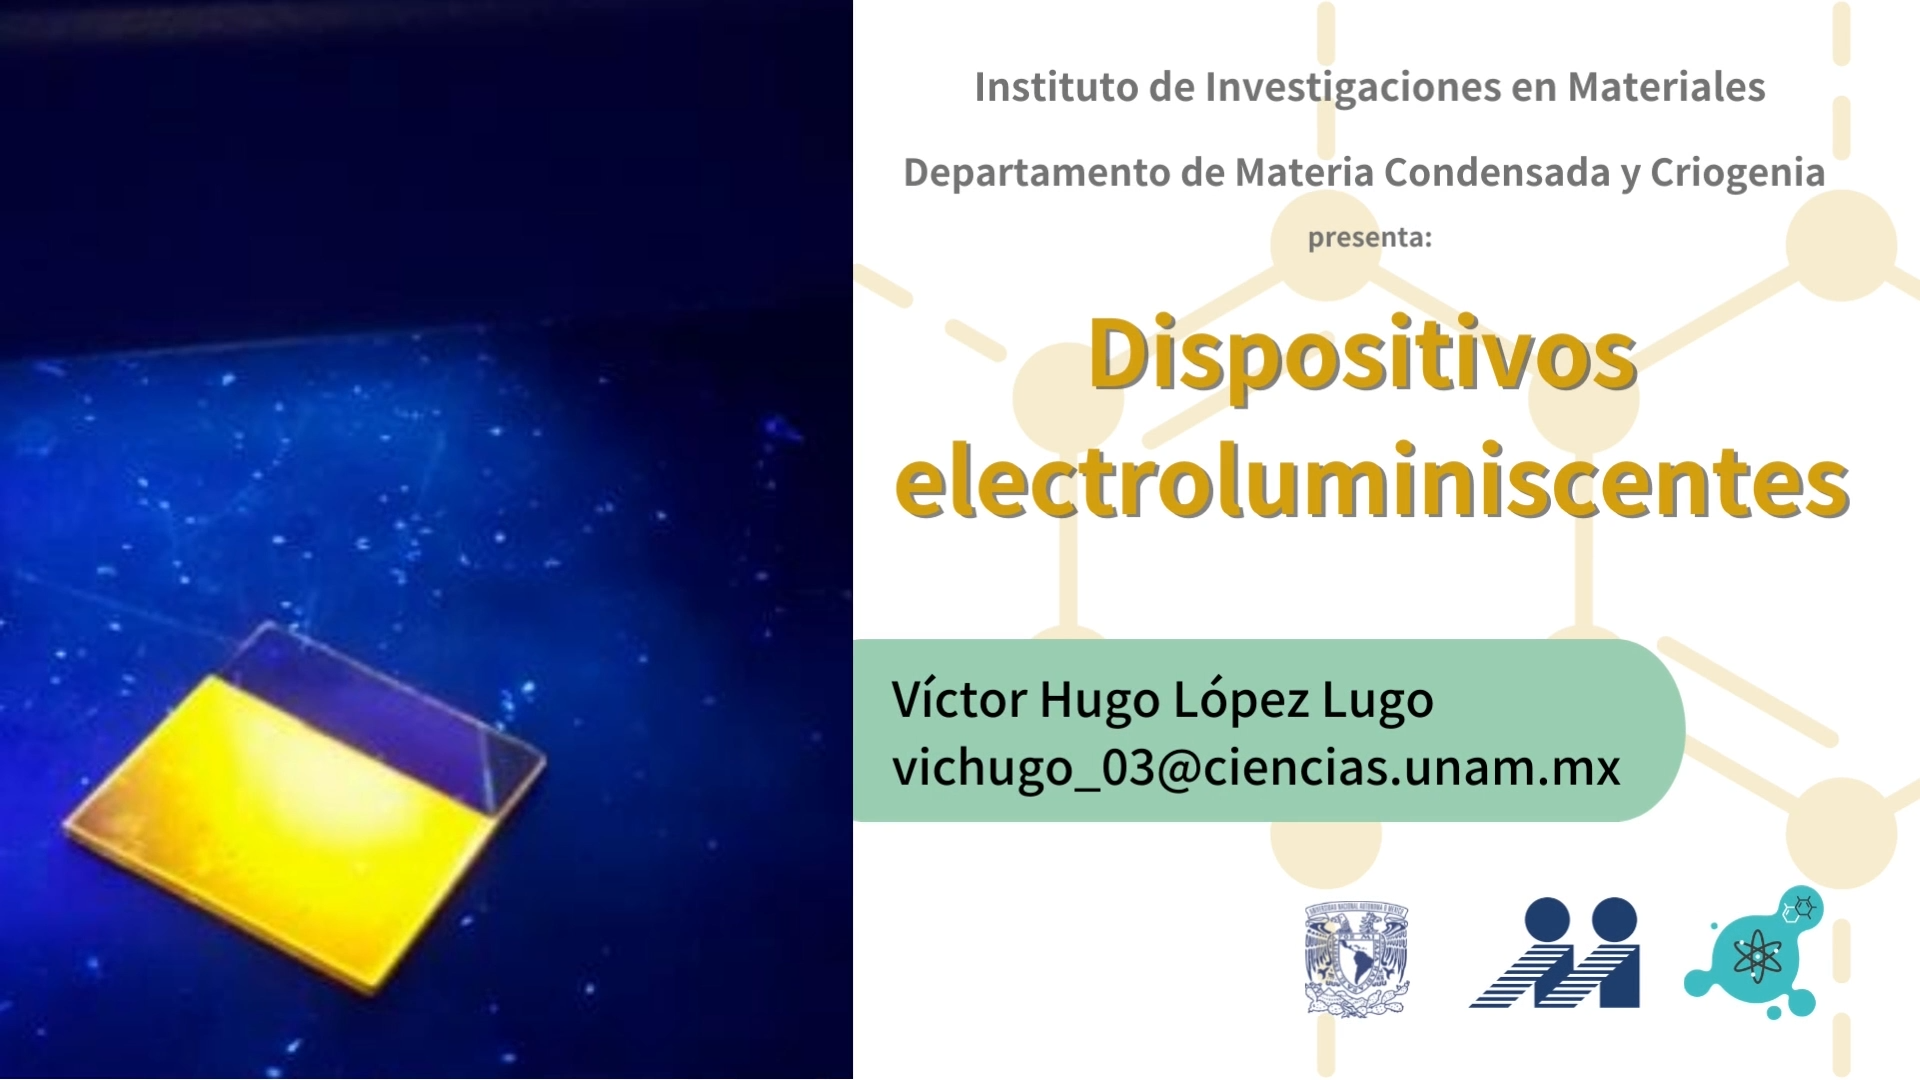 Instituto de Investigaciones en Materiales
Departamento de Materia Condensada y Criogenia
presenta:
Dispositivos
electroluminiscentes
Víctor Hugo López Lugo
vichugo_03@ciencias.unam.mx